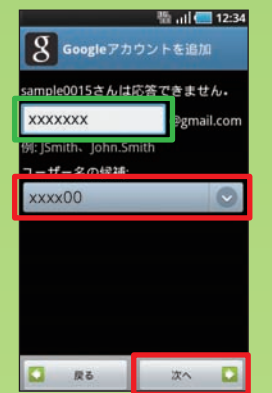 12:34
Googleアカウントを追加
sample0015さんは応答できません。
xxxxxxx @gmail.com
例: JSmith、John.Smith
ユーザー名の候補:
xxxx00
戻る 次へ